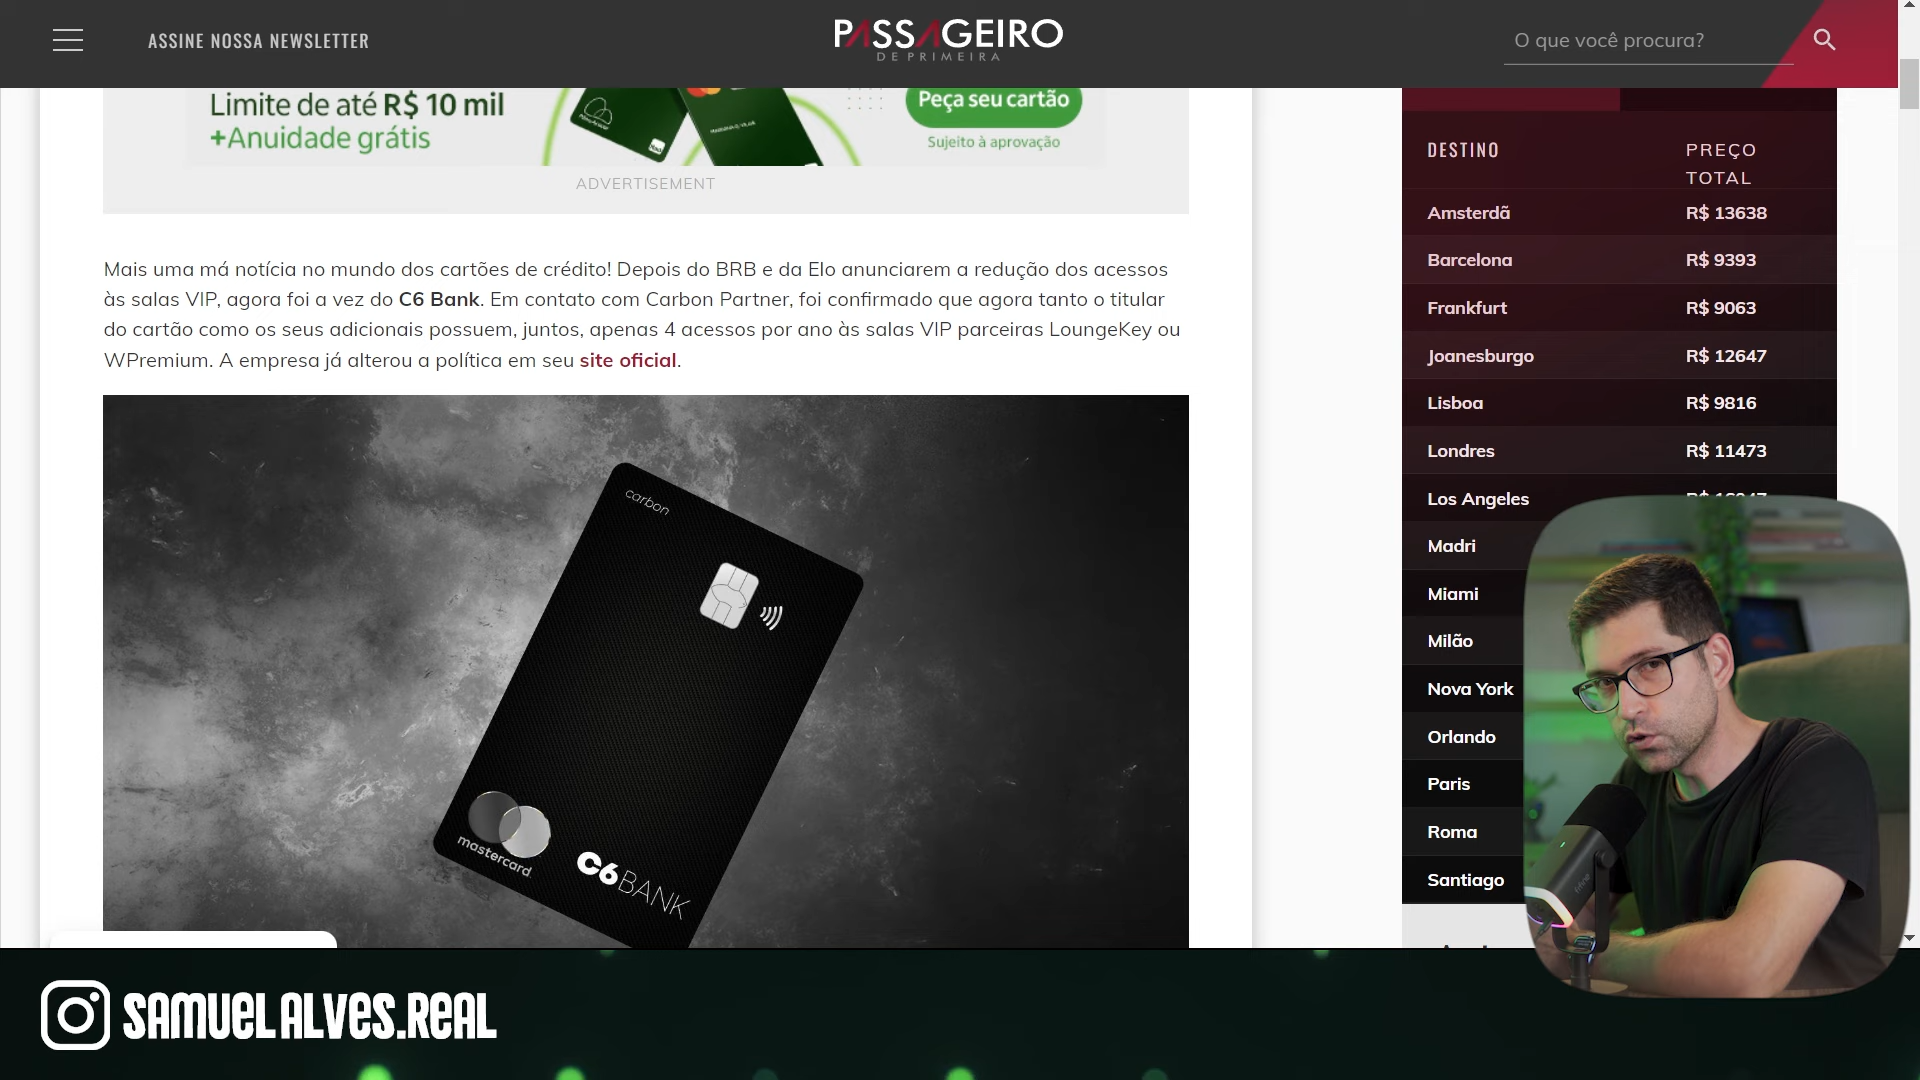 ASSINE NOSSA NEWSLETTER
PASSAGEIRO
DE PRIMEIRA
O que você procura?
Limite de até R$ 10 mil
+Anuidade grátis
Peça seu cartão
Sujeito à aprovação
ADVERTISEMENT
Mais uma má notícia no mundo dos cartões de crédito! Depois do BRB e da Elo anunciarem a redução dos acessos
às salas VIP, agora foi a vez do C6 Bank. Em contato com Carbon Partner, foi confirmado que agora tanto o titular
do cartão como os seus adicionais possuem, juntos, apenas 4 acessos por ano às salas VIP parceiras LoungeKey ou
WPremium. A empresa já alterou a política em seu site oficial.
carbon
mastercard
C6 BANK
DESTINO PREÇO
TOTAL
Amsterdã R$ 13638
Barcelona R$ 9393
Frankfurt R$ 9063
Joanesburgo R$ 12647
Lisboa R$ 9816
Londres R$ 11473
Los Angeles
Madri
Miami
Milão
Nova York
Orlando
Paris
Roma
Santiago
SAMUELALVES.REAL